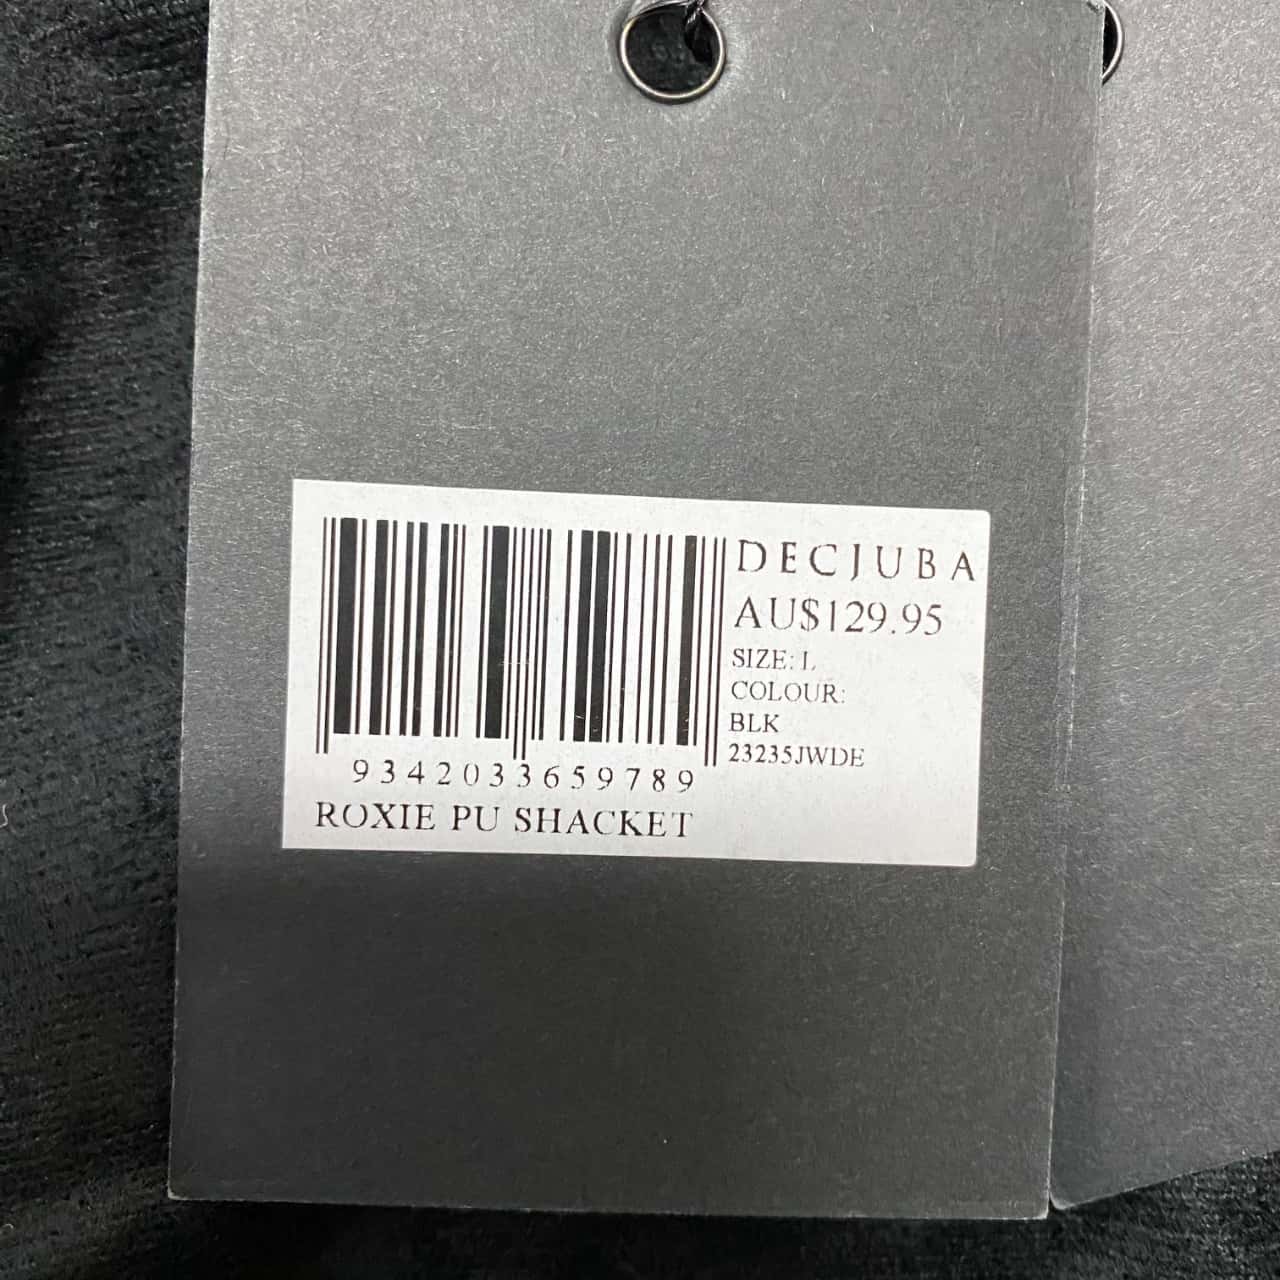 DECJUBA
AU$129.95
SIZE: L
COLOUR:
BLK
23235JWDE
9342033659789
ROXIE PU SHACKET